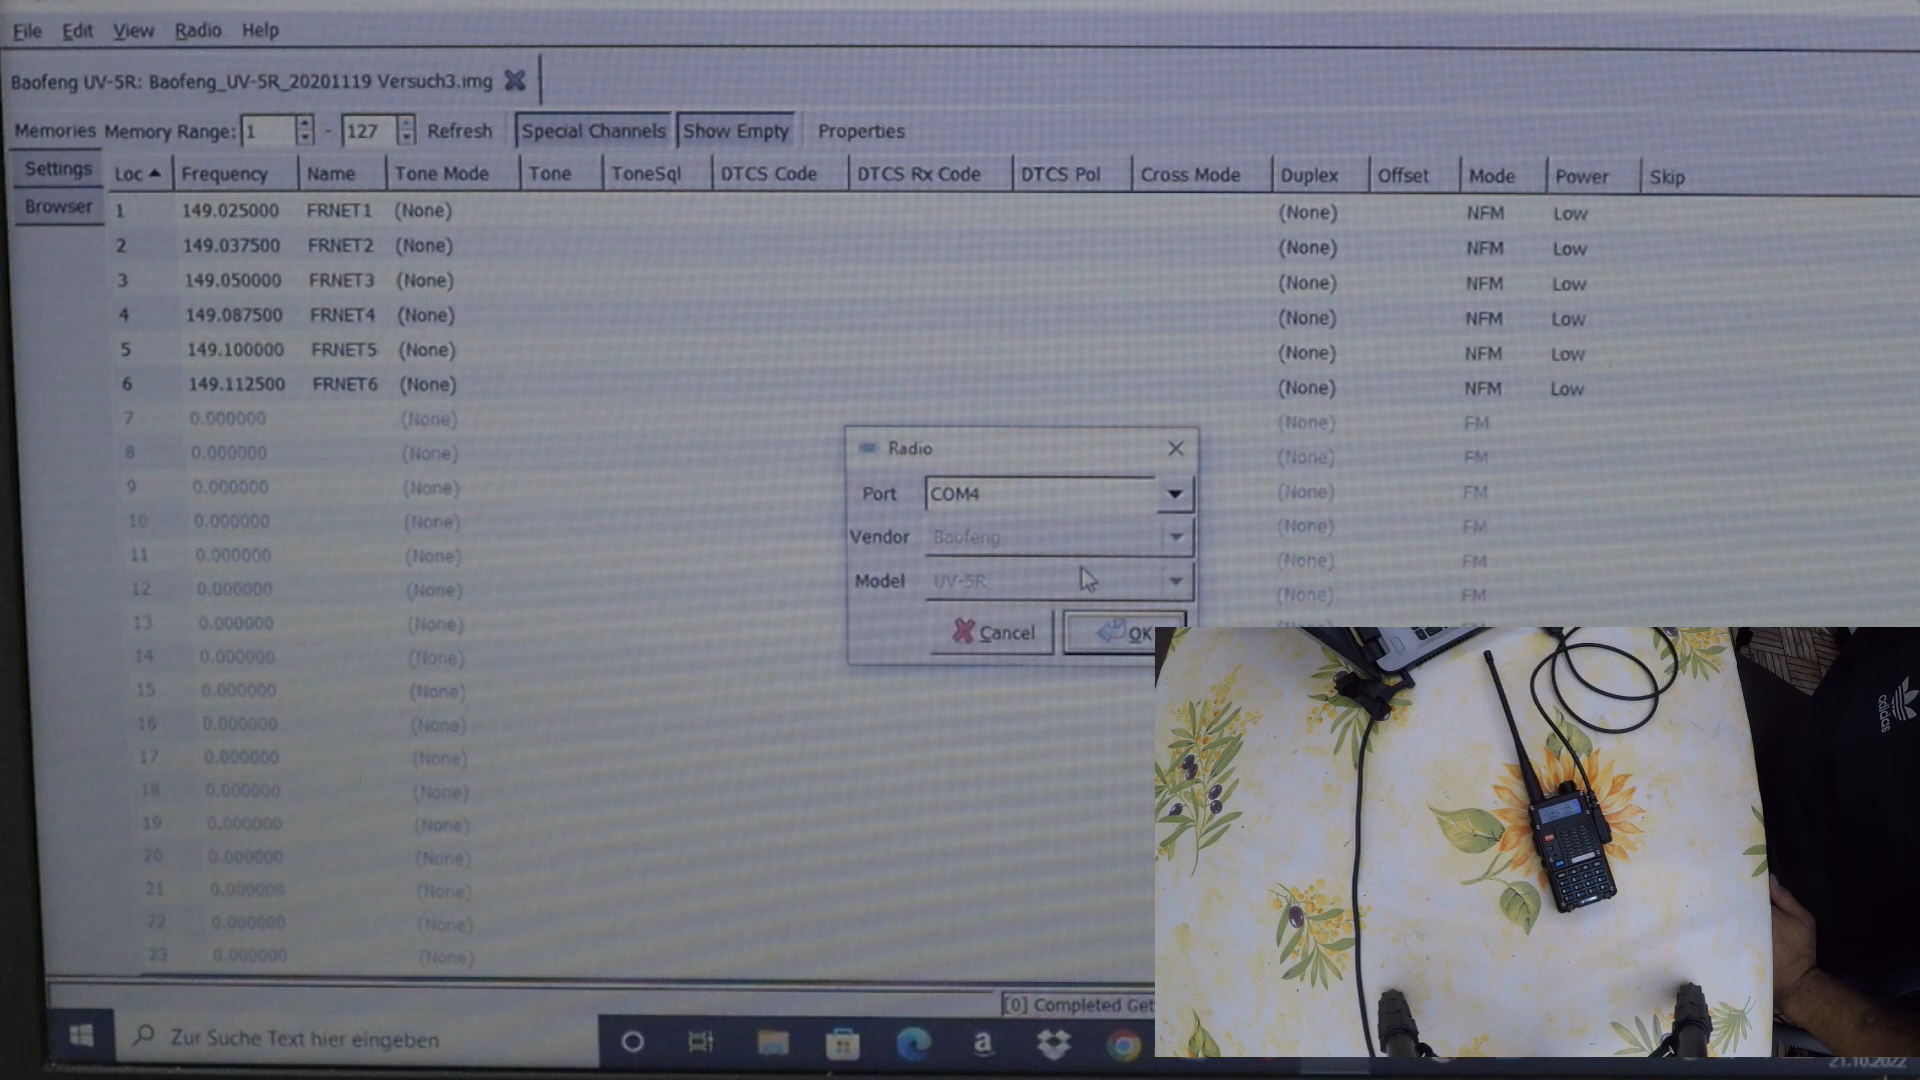 File Edit View Radio Help
Baofeng UV-5R: Baofeng_UV-5R_20201119 Versuch3.img
Memories Memory Range: 1 - 127 Refresh Special Channels Show Empty Properties
Settings
Browser
Loc Frequency Name Tone Mode Tone ToneSql DTCS Code DTCS Rx Code DTCS Pol Cross Mode Duplex Offset Mode Power Skip
1 149.025000 FRNET1 (None) (None) NFM Low
2 149.037500 FRNET2 (None) (None) NFM Low
3 149.050000 FRNET3 (None) (None) NFM Low
4 149.087500 FRNET4 (None) (None) NFM Low
5 149.100000 FRNET5 (None) (None) NFM Low
6 149.112500 FRNET6 (None) (None) NFM Low
7 0.000000 (None) (None) FM
8 0.000000 (None) (None) FM
9 0.000000 (None) (None) FM
10 0.000000 (None) (None) FM
11 0.000000 (None) (None) FM
12 0.000000 (None) (None) FM
13 0.000000 (None)
14 0.000000 (None)
15 0.000000 (None)
16 0.000000 (None)
17 0.000000 (None)
18 0.000000 (None)
19 0.000000 (None)
20 0.000000 (None)
21 0.000000 (None)
22 0.000000 (None)
23 0.000000 (None)
Radio
Port COM4
Vendor Baofeng
Model UV-5R
Cancel OK
adidas
[0] Completed Get
Zur Suche Text hier eingeben
21.10.2022